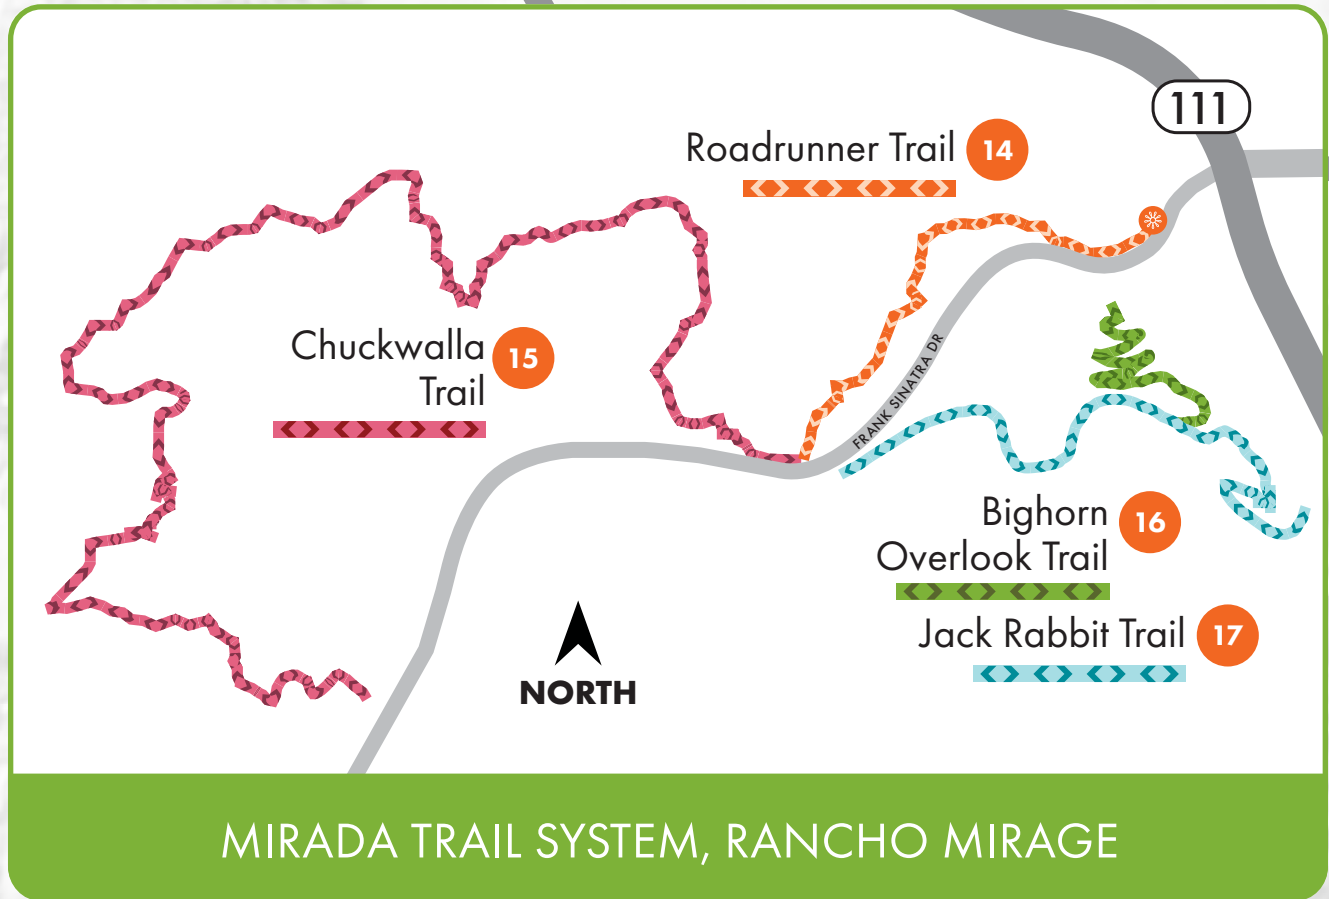 111
Roadrunner Trail 14
Chuckwalla
Trail
15
FRANK SINATRA DR
Bighorn
Overlook Trail
16
Jack Rabbit Trail 17
NORTH
MIRADA TRAIL SYSTEM, RANCHO MIRAGE